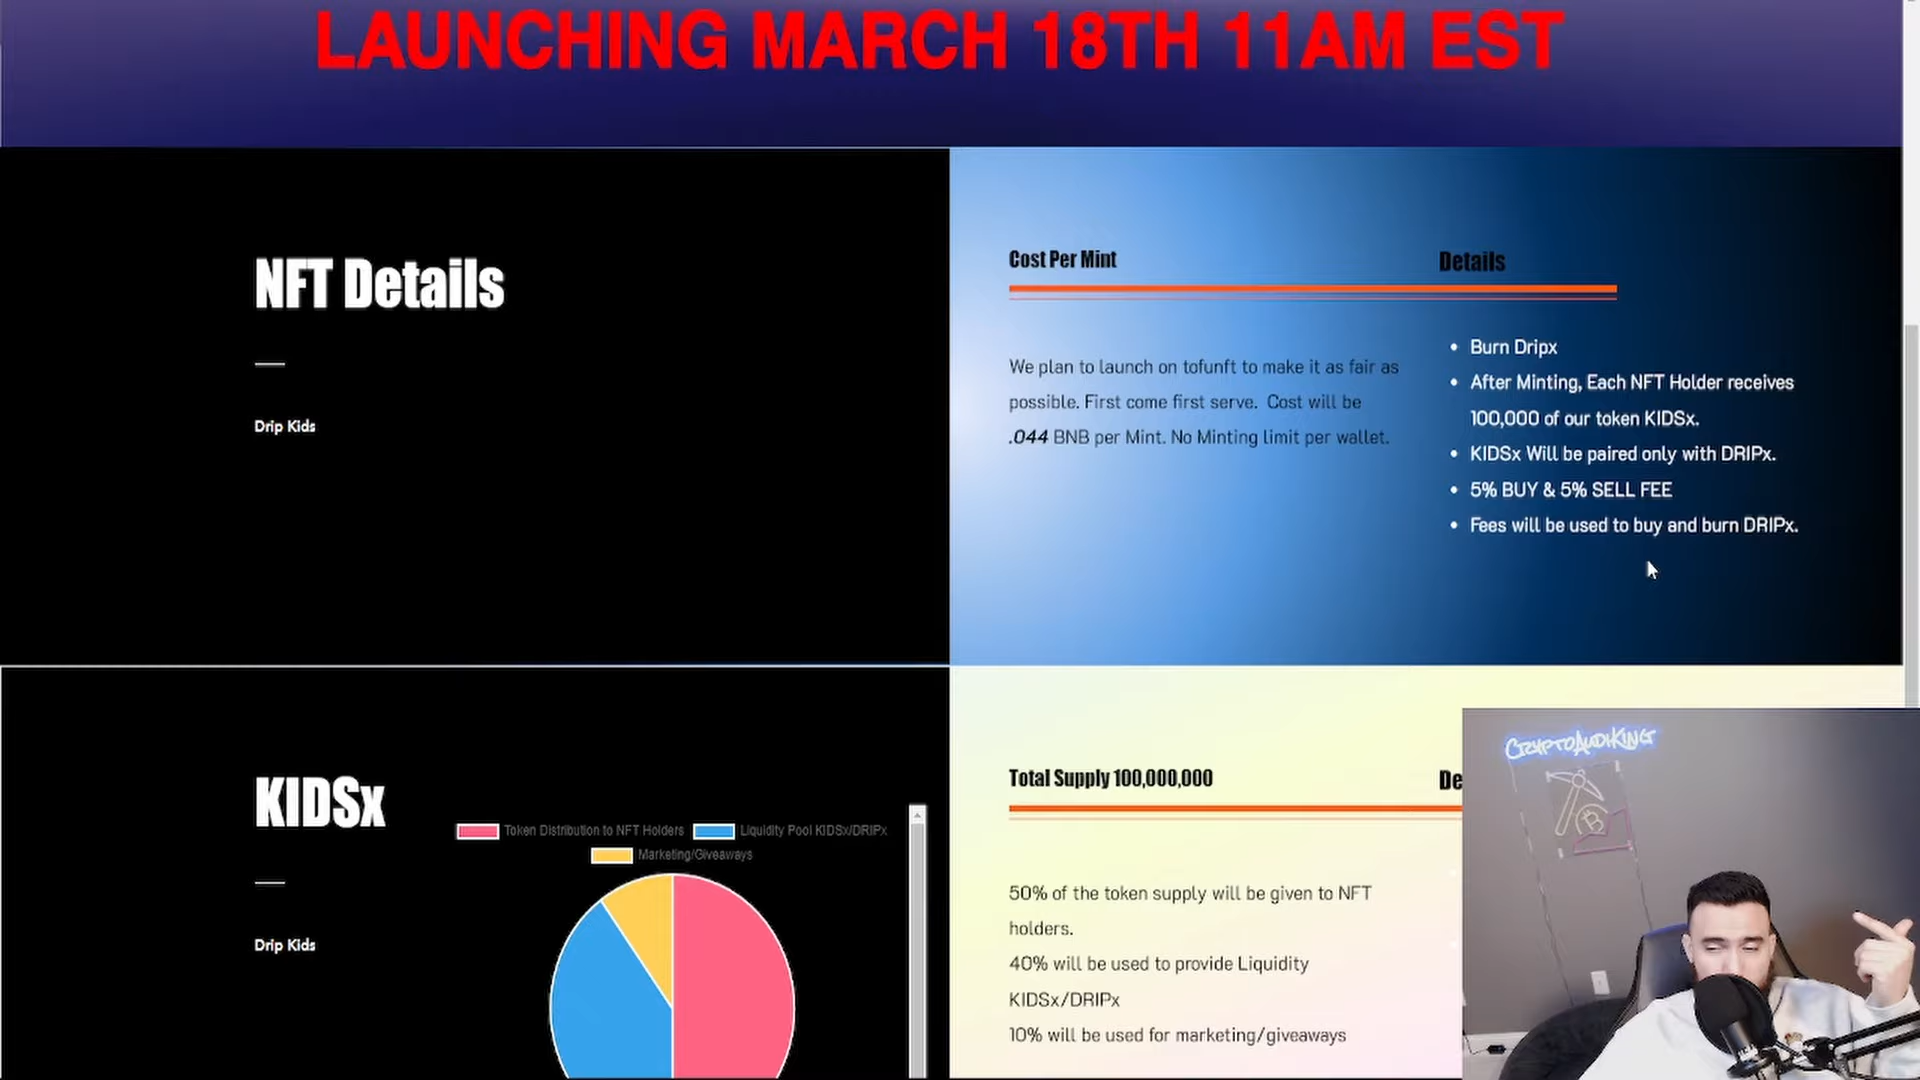 LAUNCHING MARCH 18TH 11AM EST
NFT Details
Drip Kids
Cost Per Mint
We plan to launch on tofunft to make it as fair as
possible. First come first serve. Cost will be
.044 BNB per Mint. No Minting limit per wallet.
Details
• Burn Dripx
• After Minting, Each NFT Holder receives
100,000 of our token KIDSx.
• KIDSx Will be paired only with DRIPx.
• 5% BUY & 5% SELL FEE
• Fees will be used to buy and burn DRIPx.
KIDSx
Drip Kids
Token Distribution to NFT Holders
Liquidity Pool KIDSx/DRIPx
Marketing/Giveaways
Total Supply 100,000,000
De
50% of the token supply will be given to NFT
holders.
40% will be used to provide Liquidity
KIDSx/DRIPx
10% will be used for marketing/giveaways
CRYPTOAUDIKING